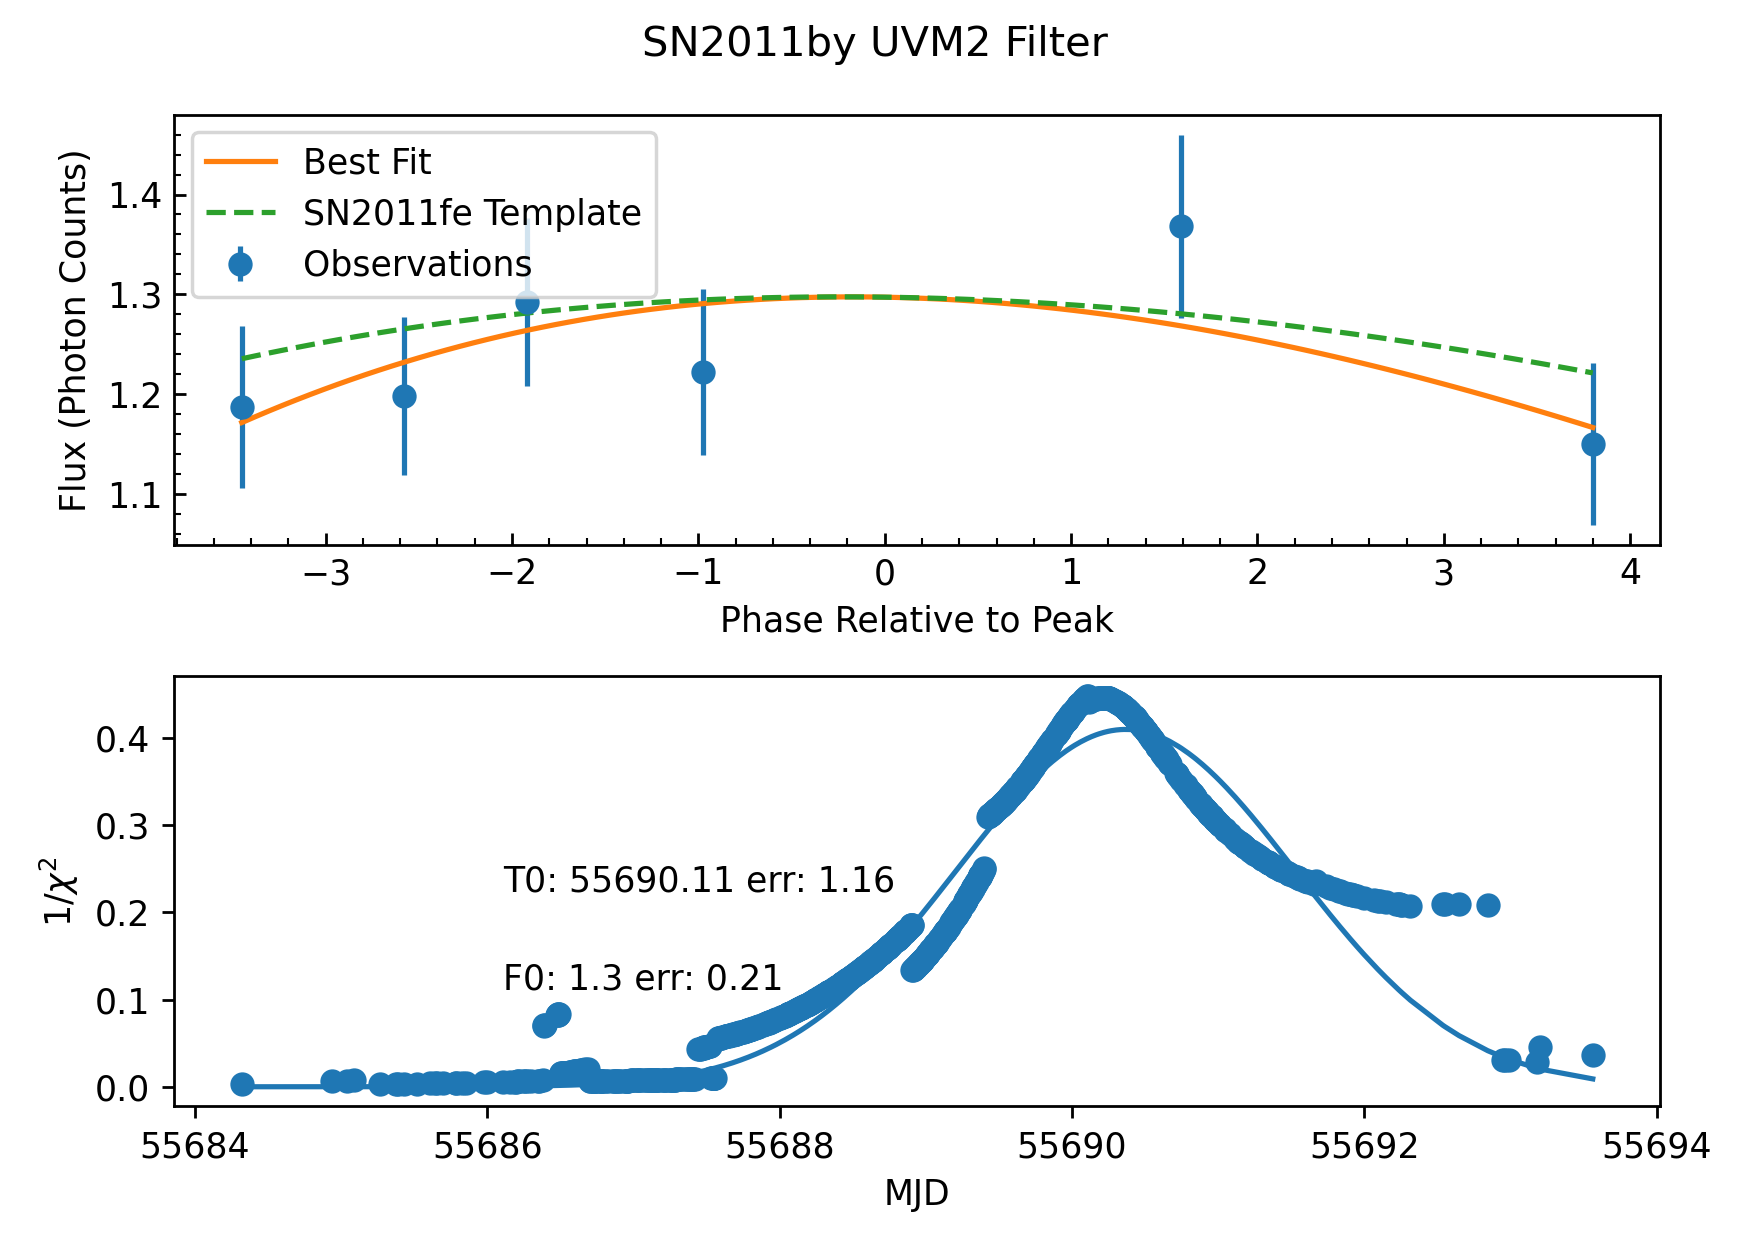 SN2011by UVM2 Filter
Flux (Photon Counts)
1.4
1.3
1.2
1.1
Best Fit
SN2011fe Template
Observations
−3 −2 −1 0 1 2 3 4
Phase Relative to Peak
1/χ²
0.4
0.3
0.2
0.1
0.0
T0: 55690.11 err: 1.16
F0: 1.3 err: 0.21
55684 55686 55688 55690 55692 55694
MJD